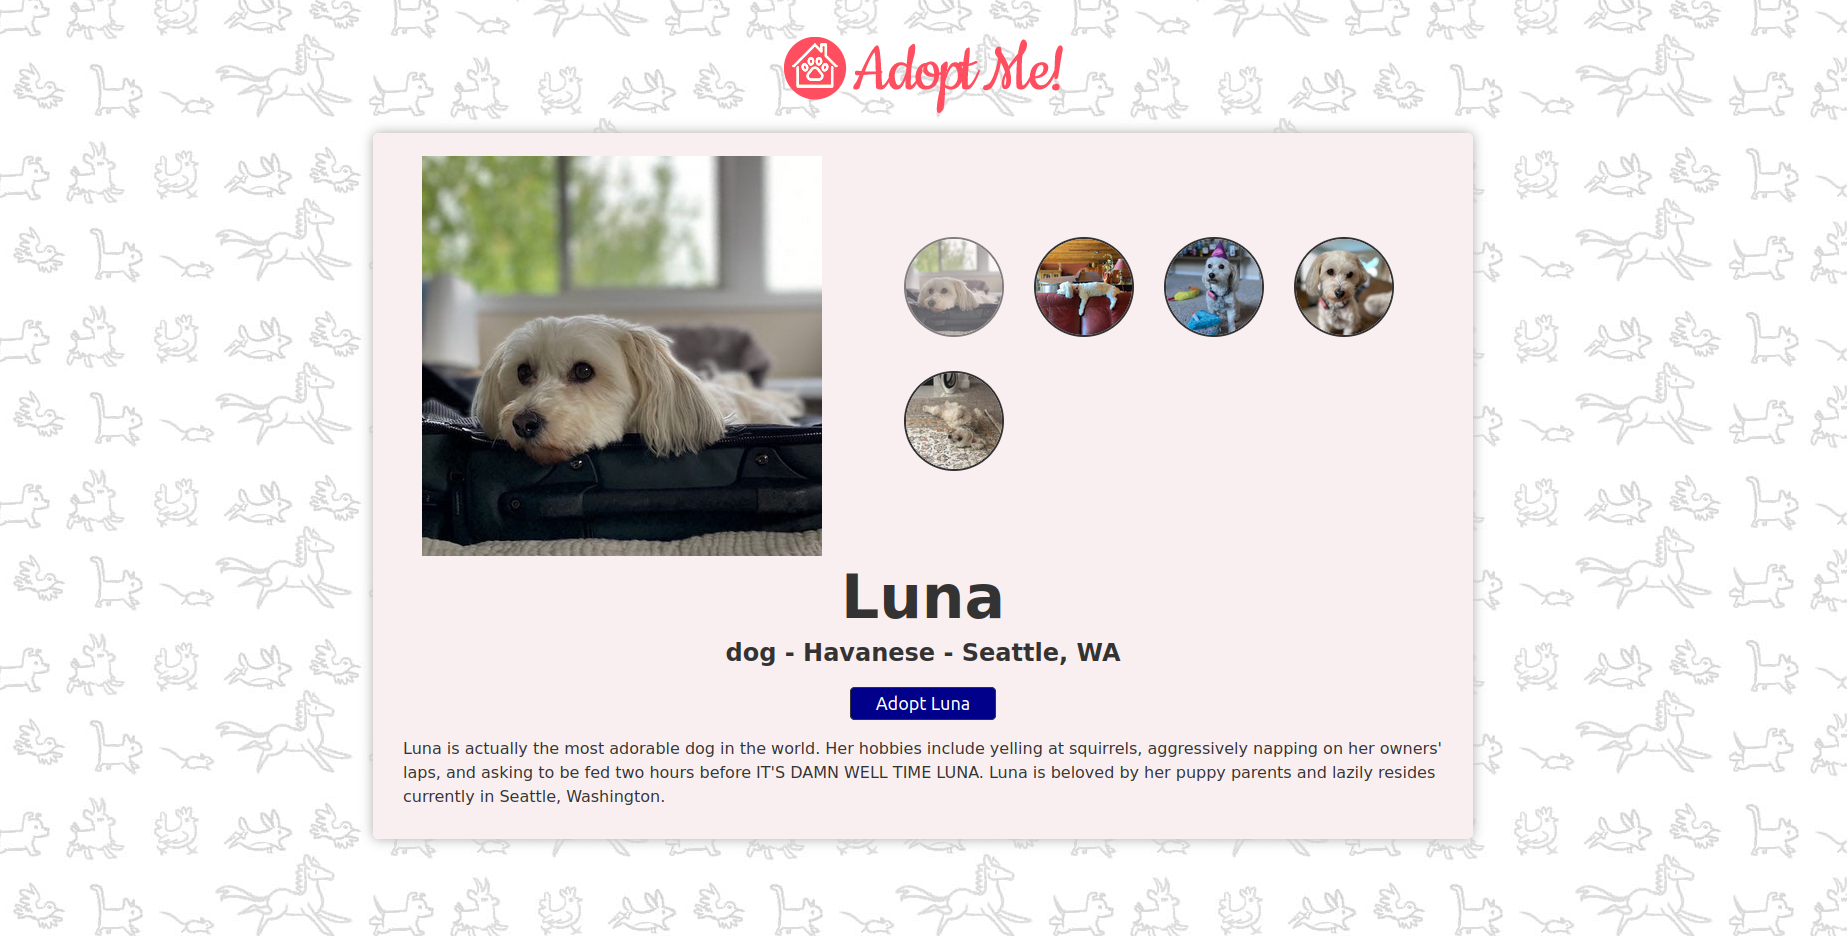 Adopt Me!
Luna
dog - Havanese - Seattle, WA
Adopt Luna
Luna is actually the most adorable dog in the world. Her hobbies include yelling at squirrels, aggressively napping on her owners'
laps, and asking to be fed two hours before IT'S DAMN WELL TIME LUNA. Luna is beloved by her puppy parents and lazily resides
currently in Seattle, Washington.